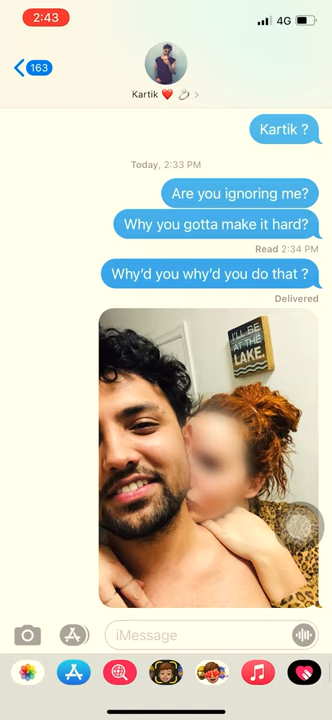 2:43
4G
163
Kartik ❤️ 💍 >
Kartik ?
Today, 2:33 PM
Are you ignoring me?
Why you gotta make it hard?
Read 2:34 PM
Why'd you why'd you do that ?
Delivered
I'LL BE
AT THE
LAKE.
iMessage